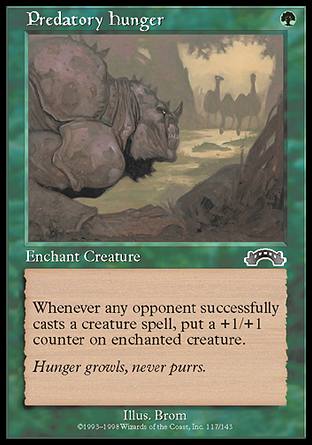 Predatory Hunger
Enchant Creature
Whenever any opponent successfully
casts a creature spell, put a +1/+1
counter on enchanted creature.
Hunger growls, never purrs.
Illus. Brom
©1993-1998 Wizards of the Coast, Inc. 117/143